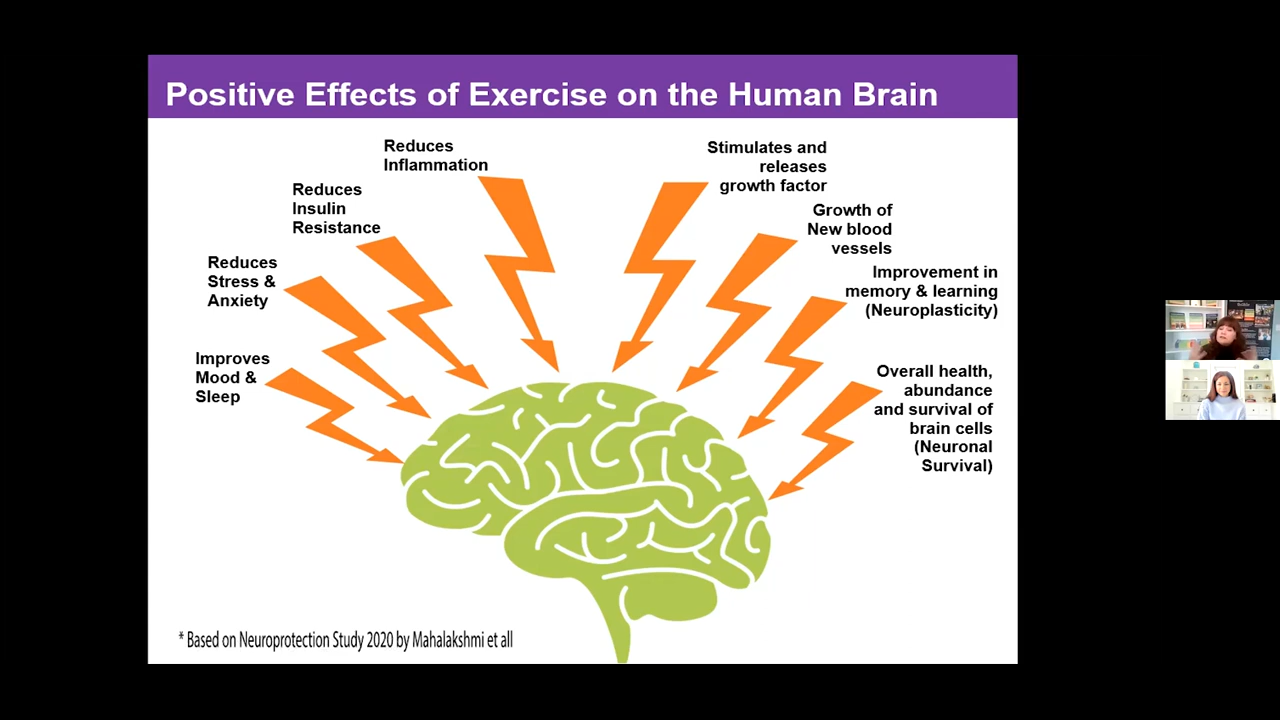 Positive Effects of Exercise on the Human Brain
Reduces
Inflammation
Stimulates and
releases
growth factor
Reduces
Insulin
Resistance
Growth of
New blood
vessels
Reduces
Stress &
Anxiety
Improvement in
memory & learning
(Neuroplasticity)
Improves
Mood &
Sleep
Overall health,
abundance
and survival of
brain cells
(Neuronal
Survival)
* Based on Neuroprotection Study 2020 by Mahalakshmi et all